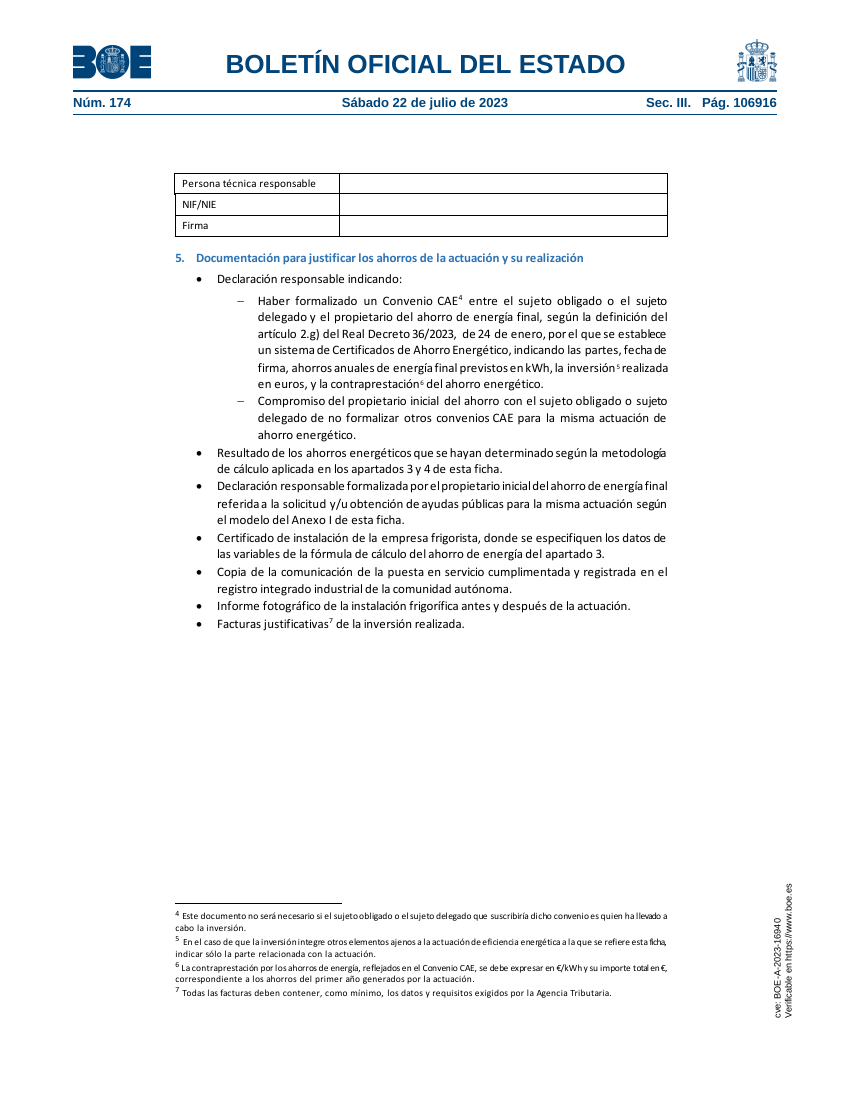 BOE
BOLETÍN OFICIAL DEL ESTADO
Núm. 174 Sábado 22 de julio de 2023 Sec. III. Pág. 106916
Persona técnica responsable
NIF/NIE
Firma
5. Documentación para justificar los ahorros de la actuación y su realización
• Declaración responsable indicando:
– Haber formalizado un Convenio CAE4 entre el sujeto obligado o el sujeto
delegado y el propietario del ahorro de energía final, según la definición del
artículo 2.g) del Real Decreto 36/2023, de 24 de enero, por el que se establece
un sistema de Certificados de Ahorro Energético, indicando las partes, fecha de
firma, ahorros anuales de energía final previstos en kWh, la inversión5 realizada
en euros, y la contraprestación6 del ahorro energético.
– Compromiso del propietario inicial del ahorro con el sujeto obligado o sujeto
delegado de no formalizar otros convenios CAE para la misma actuación de
ahorro energético.
• Resultado de los ahorros energéticos que se hayan determinado según la metodología
de cálculo aplicada en los apartados 3 y 4 de esta ficha.
• Declaración responsable formalizada por el propietario inicial del ahorro de energía final
referida a la solicitud y/u obtención de ayudas públicas para la misma actuación según
el modelo del Anexo I de esta ficha.
• Certificado de instalación de la empresa frigorista, donde se especifiquen los datos de
las variables de la fórmula de cálculo del ahorro de energía del apartado 3.
• Copia de la comunicación de la puesta en servicio cumplimentada y registrada en el
registro integrado industrial de la comunidad autónoma.
• Informe fotográfico de la instalación frigorífica antes y después de la actuación.
• Facturas justificativas7 de la inversión realizada.
4 Este documento no será necesario si el sujeto obligado o el sujeto delegado que suscribiría dicho convenio es quien ha llevado a
cabo la inversión.
5 En el caso de que la inversión integre otros elementos ajenos a la actuación de eficiencia energética a la que se refiere esta ficha,
indicar sólo la parte relacionada con la actuación.
6 La contraprestación por los ahorros de energía, reflejados en el Convenio CAE, se debe expresar en €/kWh y su importe total en €,
correspondiente a los ahorros del primer año generados por la actuación.
7 Todas las facturas deben contener, como mínimo, los datos y requisitos exigidos por la Agencia Tributaria.
cve: BOE-A-2023-16940
Verificable en https://www.boe.es